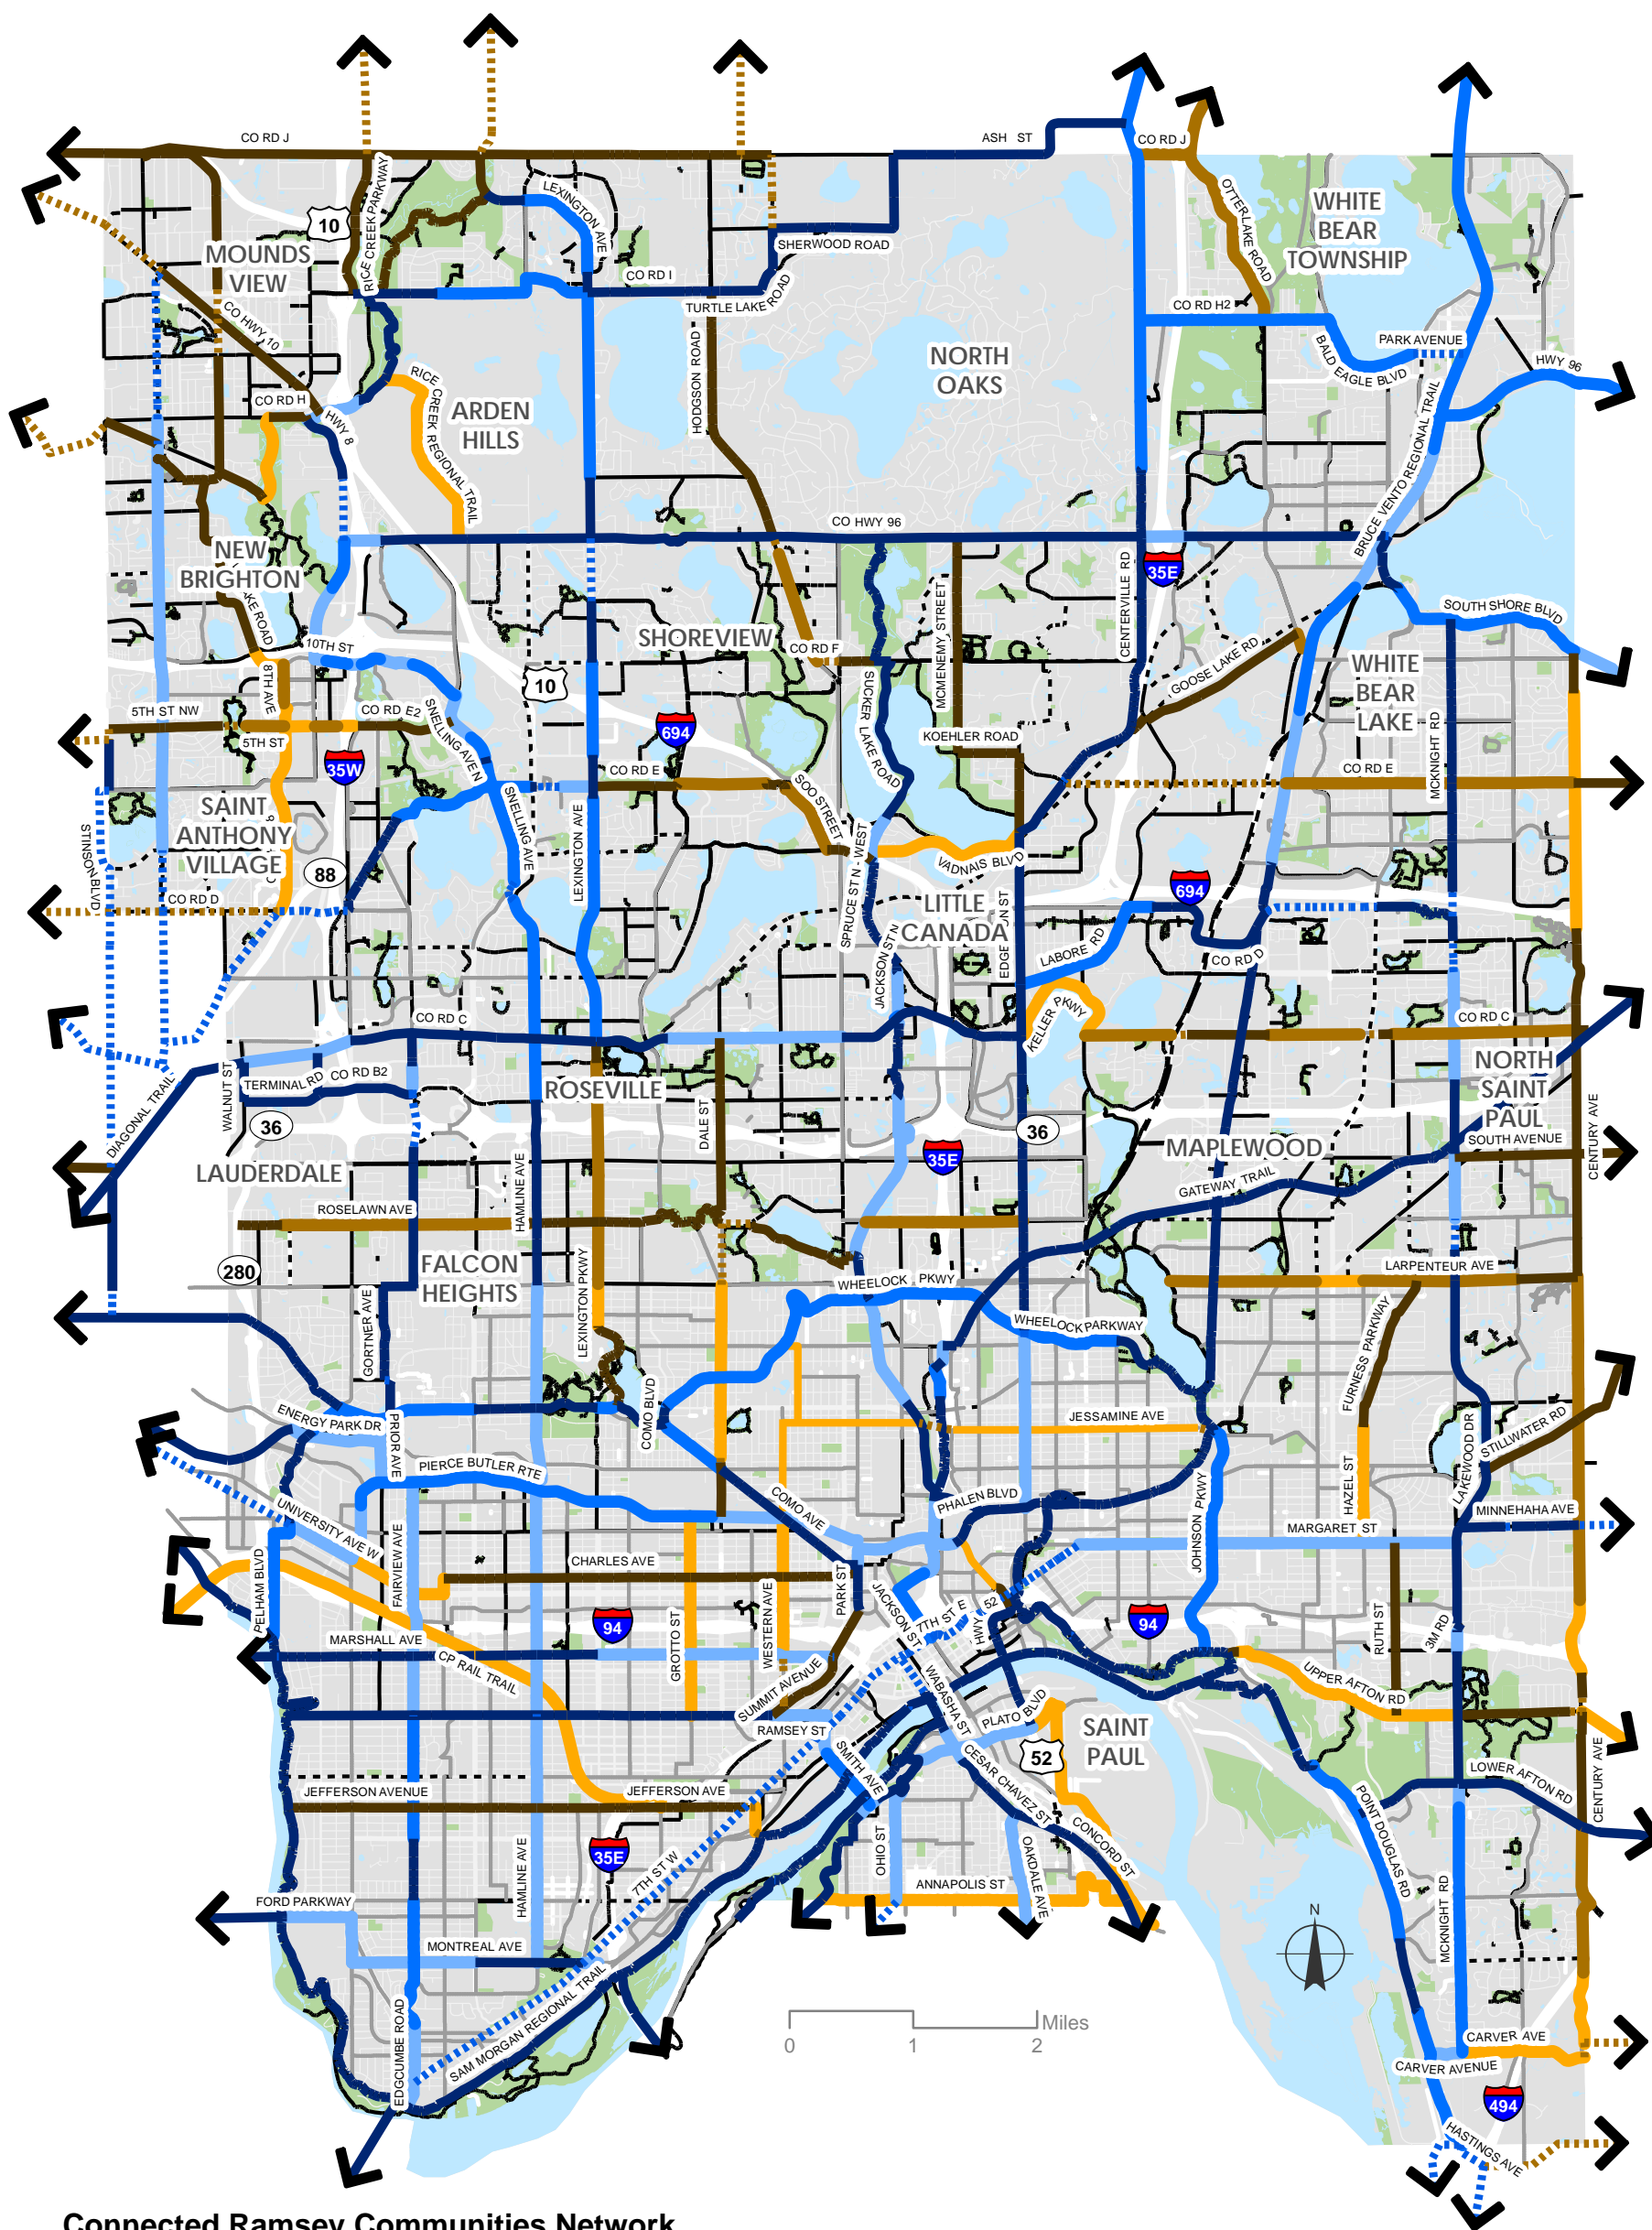 CO RD J
ASH ST
CO RD J
RICE CREEK PARKWAY
LEXINGTON AVE
OTTER LAKE ROAD
WHITE
BEAR
TOWNSHIP
10
MOUNDS
VIEW
SHERWOOD ROAD
CO RD I
TURTLE LAKE ROAD
CO RD H2
CO HWY 10
HODGSON ROAD
NORTH
OAKS
BALD EAGLE BLVD
PARK AVENUE
HWY 96
RICE CREEK REGIONAL TRAIL
CO RD H
HWY 8
ARDEN
HILLS
BRUCE VENTO REGIONAL TRAIL
CO HWY 96
NEW
BRIGHTON
CENTERVILLE RD
35E
MCMENEMY STREET
SOUTH SHORE BLVD
10TH ST
SHOREVIEW
CO RD F
8TH AVE
10
SUCKER LAKE ROAD
GOOSE LAKE RD
WHITE
BEAR
LAKE
5TH ST NW
CO RD E2
5TH ST
SNELLING AVE N
694
KOEHLER ROAD
MCKNIGHT RD
35W
CO RD E
CO RD E
SAINT
ANTHONY
VILLAGE
STINSON BLVD
SNELLING AVE
LEXINGTON AVE
SOO STREET
SPRUCE ST N - WEST
VADNAIS BLVD
88
694
CO RD D
LITTLE
CANADA
JACKSON ST N
LABORE RD
CO RD D
KELLER PKWY
CO RD C
CO RD C
WALNUT ST
TERMINAL RD
CO RD B2
ROSEVILLE
DALE ST
NORTH
SAINT
PAUL
DIAGONAL TRAIL
36
36
MAPLEWOOD
SOUTH AVENUE
CENTURY AVE
LAUDERDALE
35E
GATEWAY TRAIL
ROSELAWN AVE
HAMLINE AVE
280
FALCON
HEIGHTS
LEXINGTON PKWY
WHEELOCK PKWY
LARPENTEUR AVE
GORTNER AVE
WHEELOCK PARKWAY
FURNESS PARKWAY
ENERGY PARK DR
PRIOR AVE
COMO BLVD
JESSAMINE AVE
STILLWATER RD
LAKEWOOD DR
PIERCE BUTLER RTE
HAZEL ST
COMO AVE
PHALEN BLVD
JOHNSON PKWY
MINNEHAHA AVE
UNIVERSITY AVE W
MARGARET ST
FAIRVIEW AVE
CHARLES AVE
PELHAM BLVD
PARK ST
JACKSON ST
WESTERN AVE
7TH ST E
HWY 52
94
94
RUTH ST
3M RD
MARSHALL AVE
GROTTO ST
CP RAIL TRAIL
SUMMIT AVENUE
WABASHA ST
UPPER AFTON RD
RAMSEY ST
PLATO BLVD
SAINT
PAUL
SMITH AVE
52
CESAR CHAVEZ ST
LOWER AFTON RD
CENTURY AVE
JEFFERSON AVENUE
JEFFERSON AVE
POINT DOUGLAS RD
35E
OHIO ST
OAKDALE AVE
CONCORD ST
HAMLINE AVE
7TH ST W
ANNAPOLIS ST
FORD PARKWAY
MCKNIGHT RD
N
MONTREAL AVE
SAM MORGAN REGIONAL TRAIL
EDGCUMBE ROAD
Miles
0 1 2
CARVER AVE
CARVER AVENUE
494
HASTINGS AVE
Connected Ramsey Communities Network